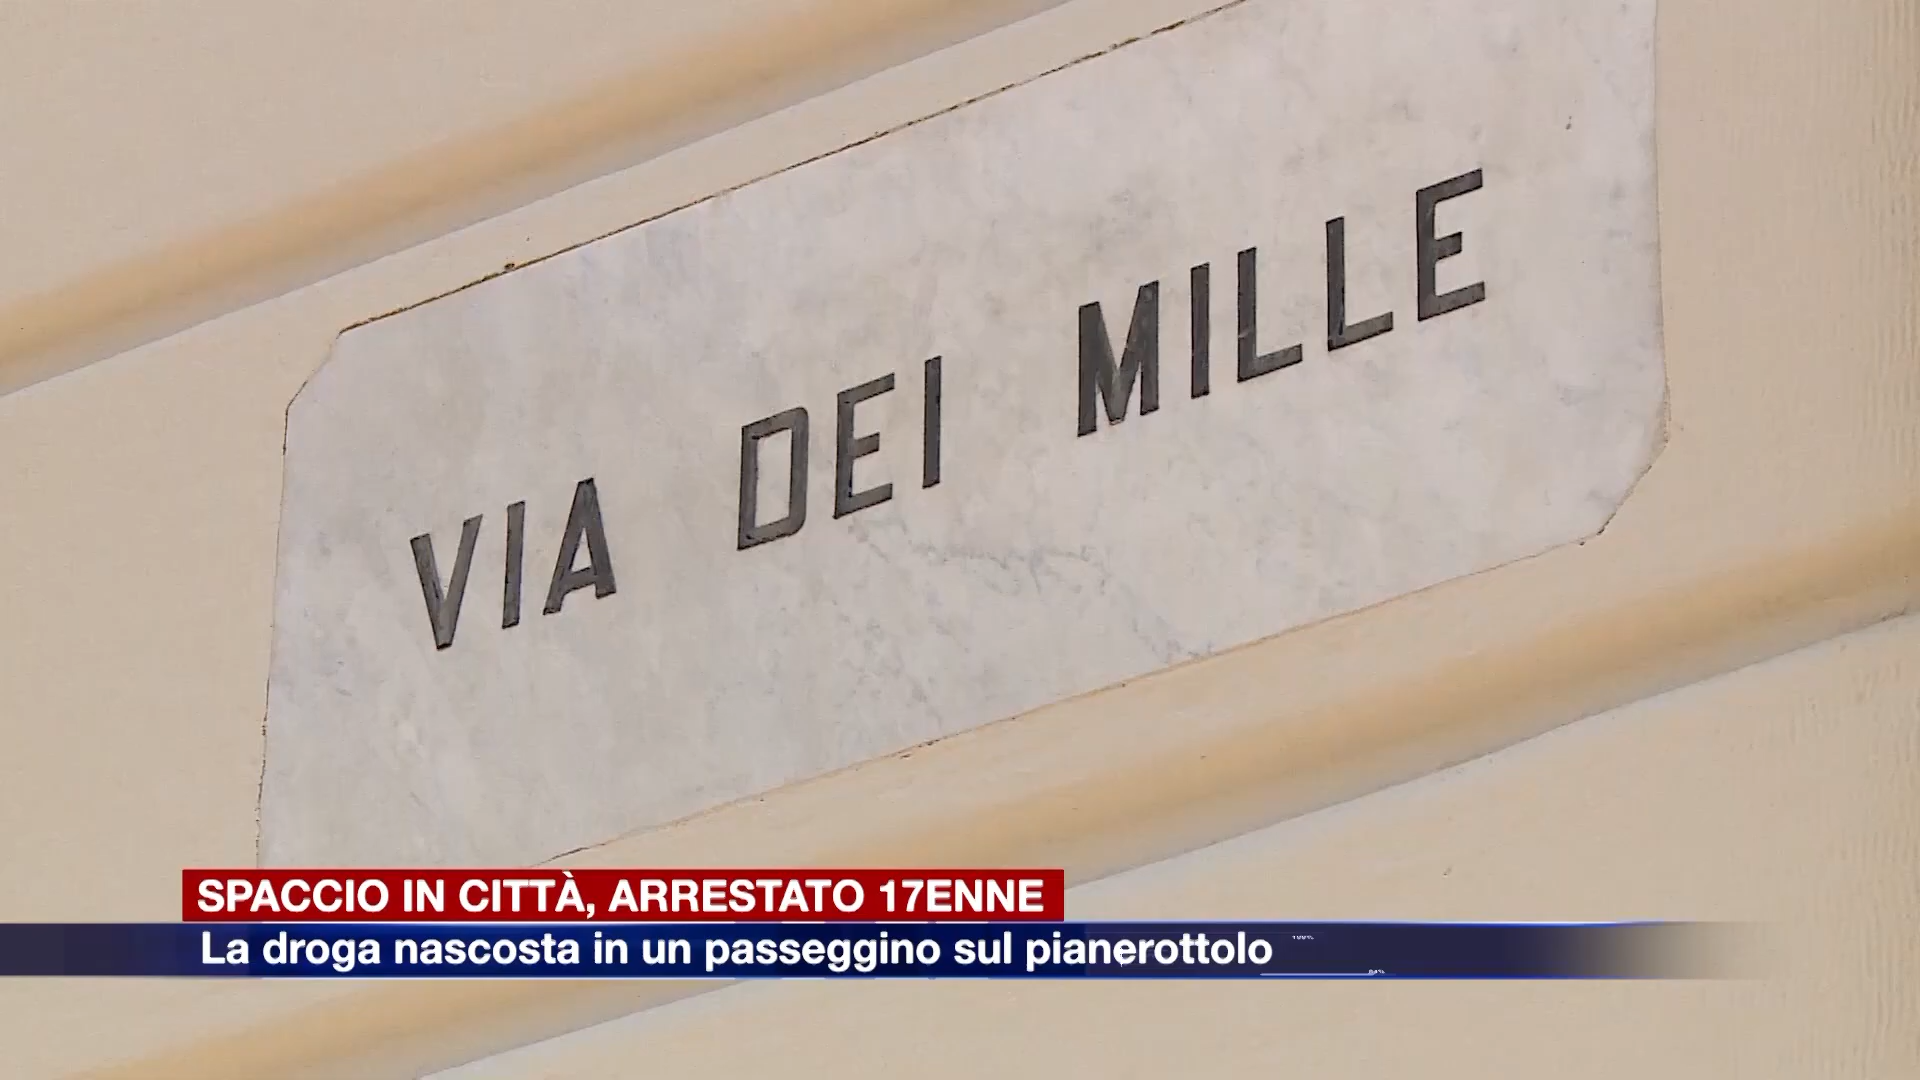 VIA DEI MILLE
SPACCIO IN CITTÀ, ARRESTATO 17ENNE
La droga nascosta in un passeggino sul pianerottolo